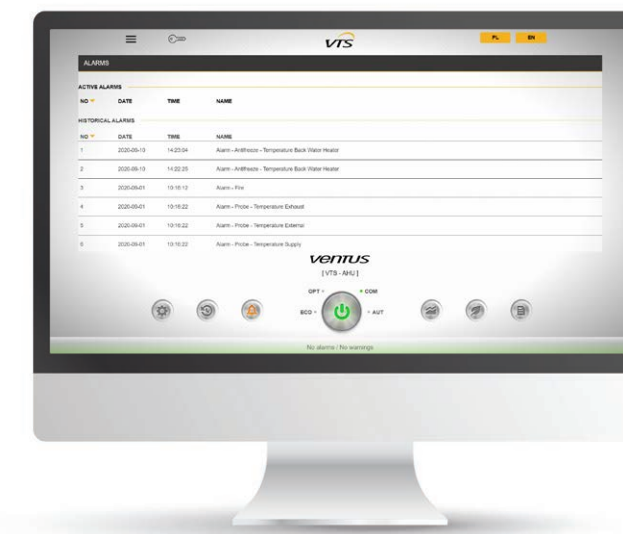 VTS
PL EN
ALARMS
ACTIVE ALARMS
NO DATE TIME NAME
HISTORICAL ALARMS
NO DATE TIME NAME
1 2020-09-10 14:23:04 Alarm - Antifreeze - Temperature Back Water Heater
2 2020-09-10 14:22:23 Alarm - Antifreeze - Temperature Back Water Heater
3 2020-09-01 10:16:12 Alarm - Fire
4 2020-09-01 10:15:22 Alarm - Probe - Temperature Exhaust
5 2020-09-01 10:15:22 Alarm - Probe - Temperature External
6 2020-09-01 10:15:22 Alarm - Probe - Temperature Supply
VENTUS
[ VTS - AHU ]
OPT COM
ECO AUT
No alarms / No warnings